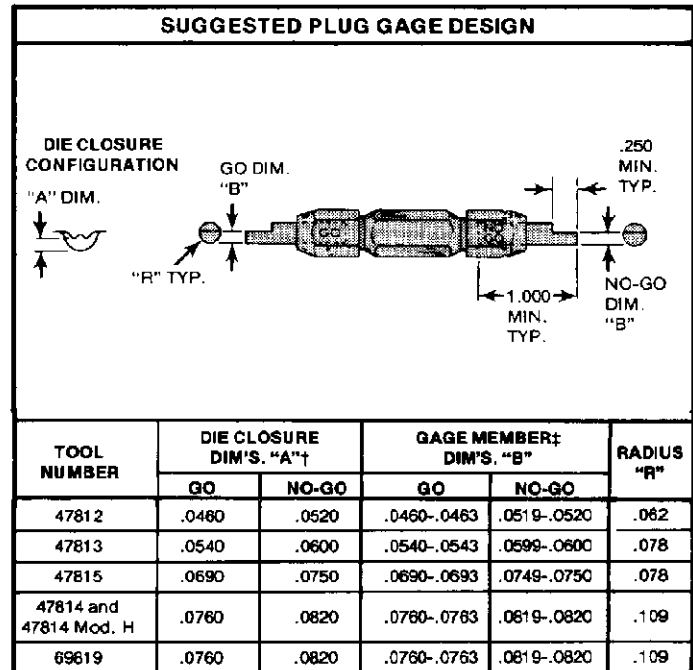 SUGGESTED PLUG GAGE DESIGN
DIE CLOSURE
CONFIGURATION
"A" DIM.
GO DIM.
"B"
"R" TYP.
GO
.250
MIN.
TYP.
1.000
MIN.
TYP.
NO-GO
DIM.
"B"
TOOL NUMBER | DIE CLOSURE DIM'S. "A"† | GAGE MEMBER‡ DIM'S. "B" | RADIUS "R"
GO | NO-GO | GO | NO-GO
47812 | .0460 | .0520 | .0460-.0463 | .0519-.0520 | .062
47813 | .0540 | .0600 | .0540-.0543 | .0599-.0600 | .078
47815 | .0690 | .0750 | .0690-.0693 | .0749-.0750 | .078
47814 and 47814 Mod. H | .0760 | .0820 | .0760-.0763 | .0819-.0820 | .109
69619 | .0760 | .0820 | .0760-.0763 | .0819-.0820 | .109